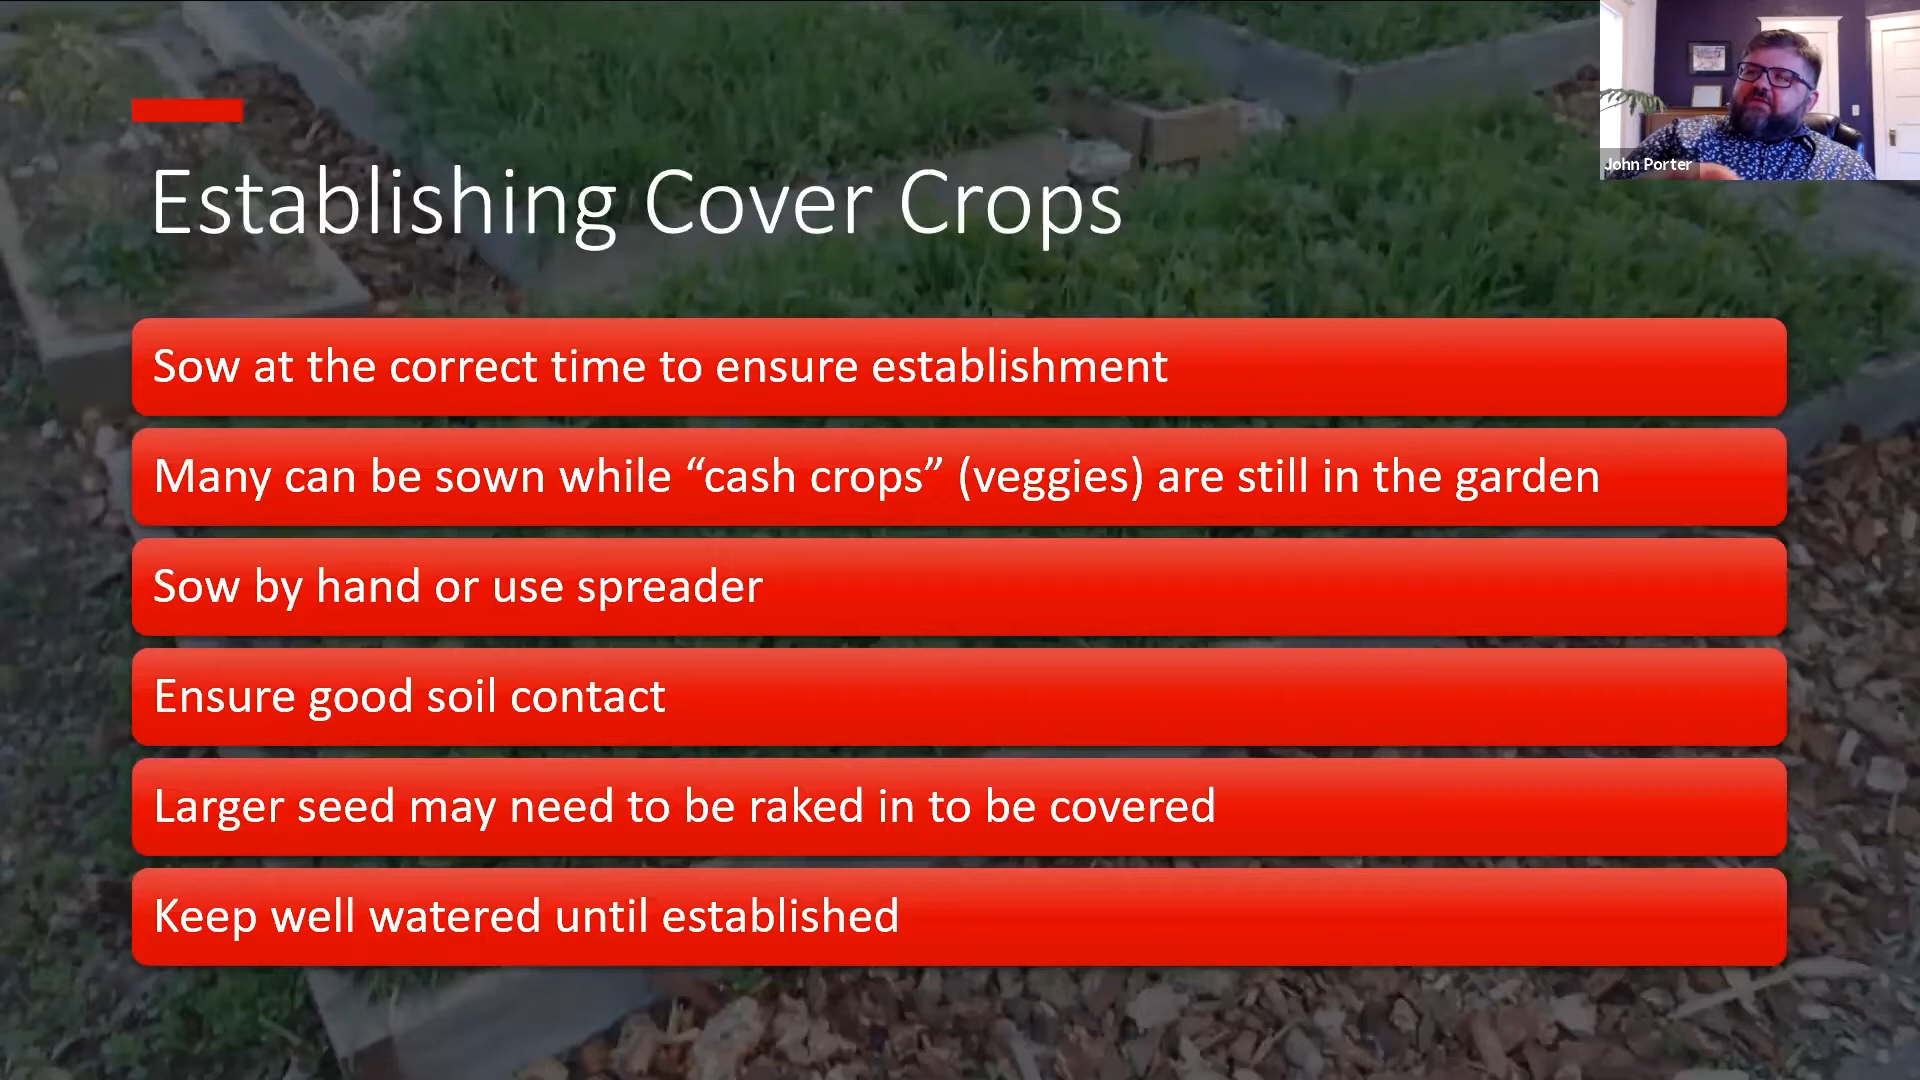 John Porter
Establishing Cover Crops
Sow at the correct time to ensure establishment
Many can be sown while “cash crops” (veggies) are still in the garden
Sow by hand or use spreader
Ensure good soil contact
Larger seed may need to be raked in to be covered
Keep well watered until established